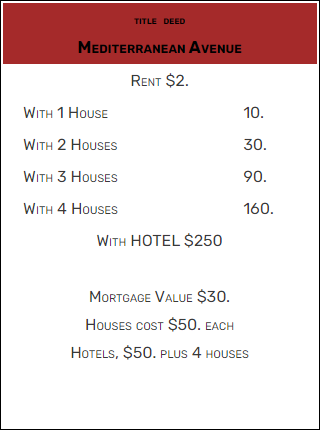 TITLE DEED
MEDITERRANEAN AVENUE
RENT $2.
WITH 1 HOUSE 10.
WITH 2 HOUSES 30.
WITH 3 HOUSES 90.
WITH 4 HOUSES 160.
WITH HOTEL $250
MORTGAGE VALUE $30.
HOUSES COST $50. EACH
HOTELS, $50. PLUS 4 HOUSES